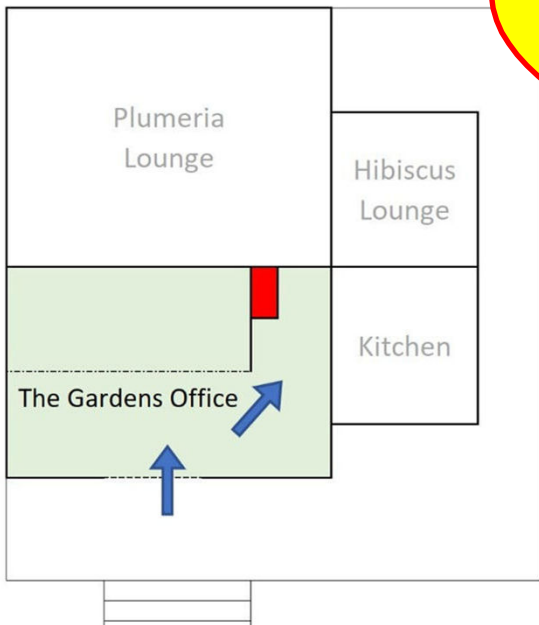 Plumeria
Lounge
Hibiscus
Lounge
Kitchen
The Gardens Office